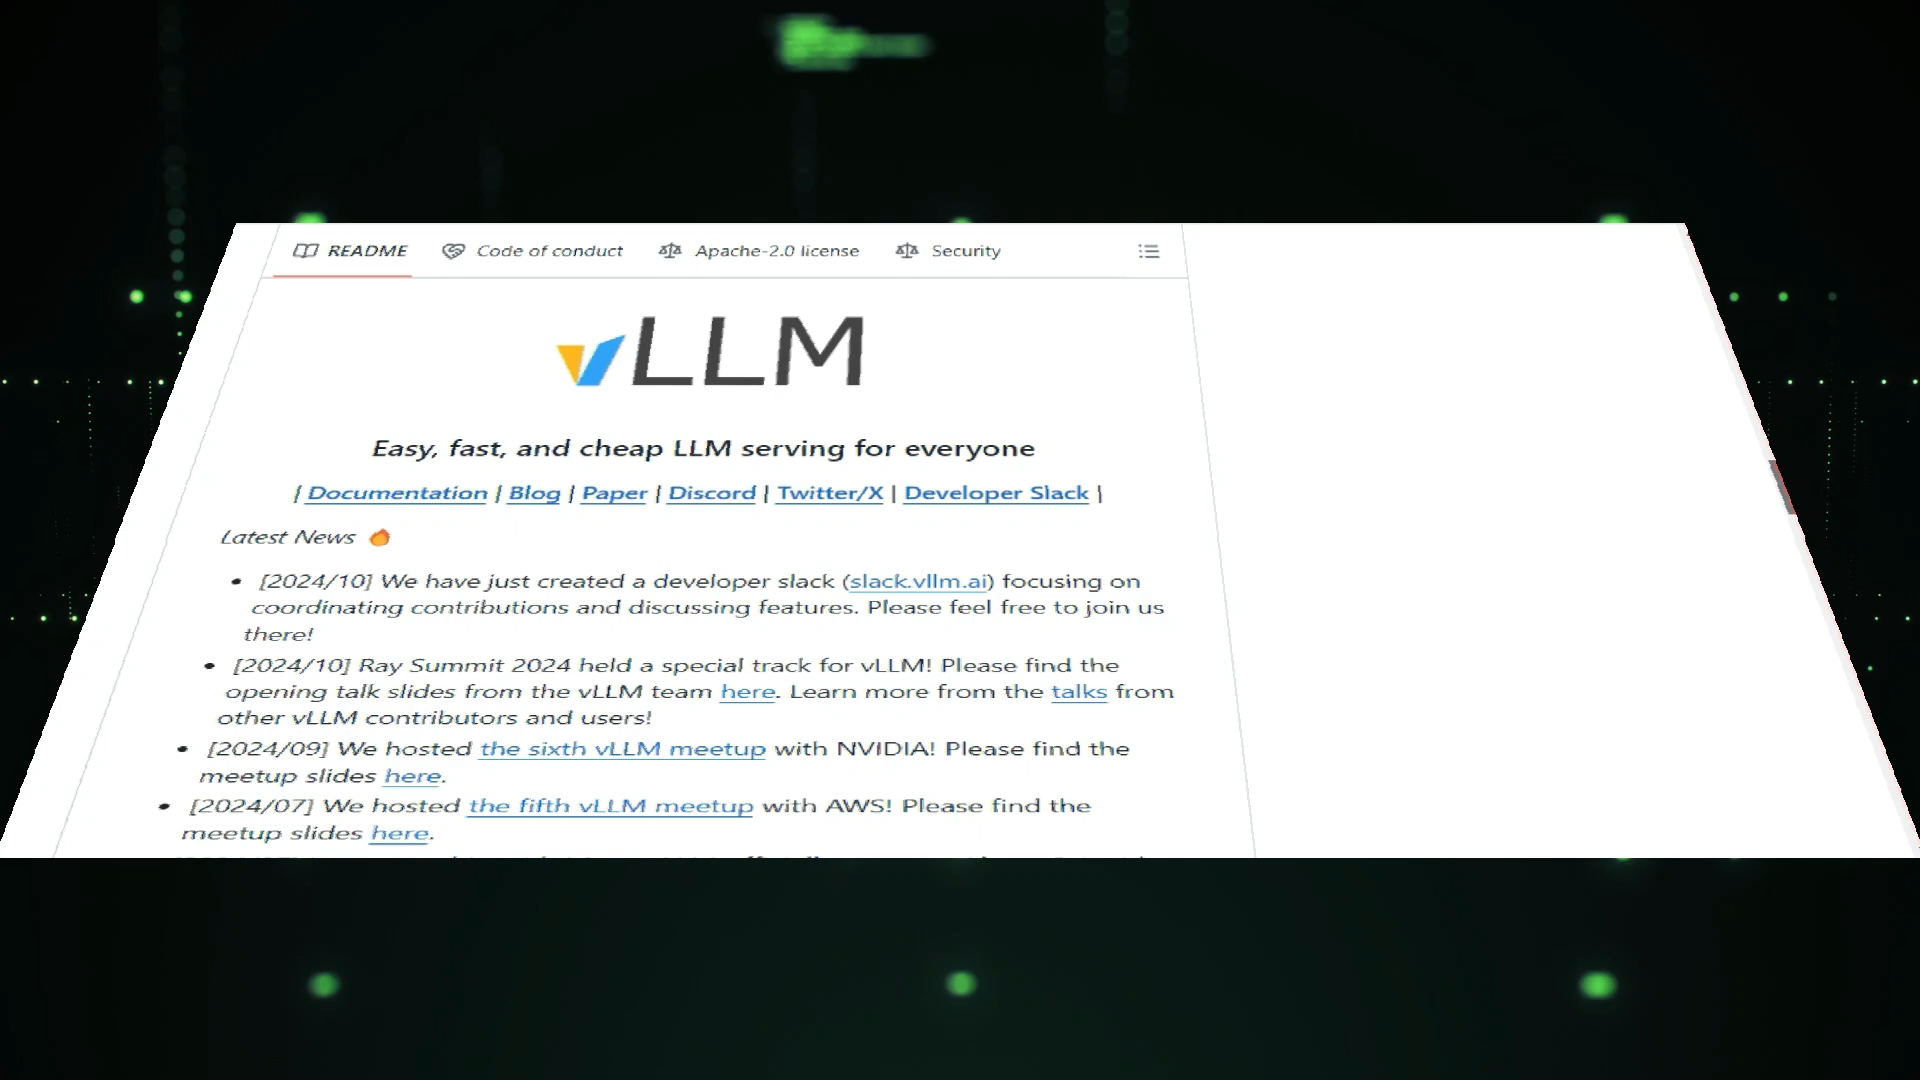 README Code of conduct Apache-2.0 license Security
vLLM
Easy, fast, and cheap LLM serving for everyone
| Documentation | Blog | Paper | Discord | Twitter/X | Developer Slack |
Latest News 🔥
• [2024/10] We have just created a developer slack (slack.vllm.ai) focusing on
coordinating contributions and discussing features. Please feel free to join us
there!
• [2024/10] Ray Summit 2024 held a special track for vLLM! Please find the
opening talk slides from the vLLM team here. Learn more from the talks from
other vLLM contributors and users!
• [2024/09] We hosted the sixth vLLM meetup with NVIDIA! Please find the
meetup slides here.
• [2024/07] We hosted the fifth vLLM meetup with AWS! Please find the
meetup slides here.